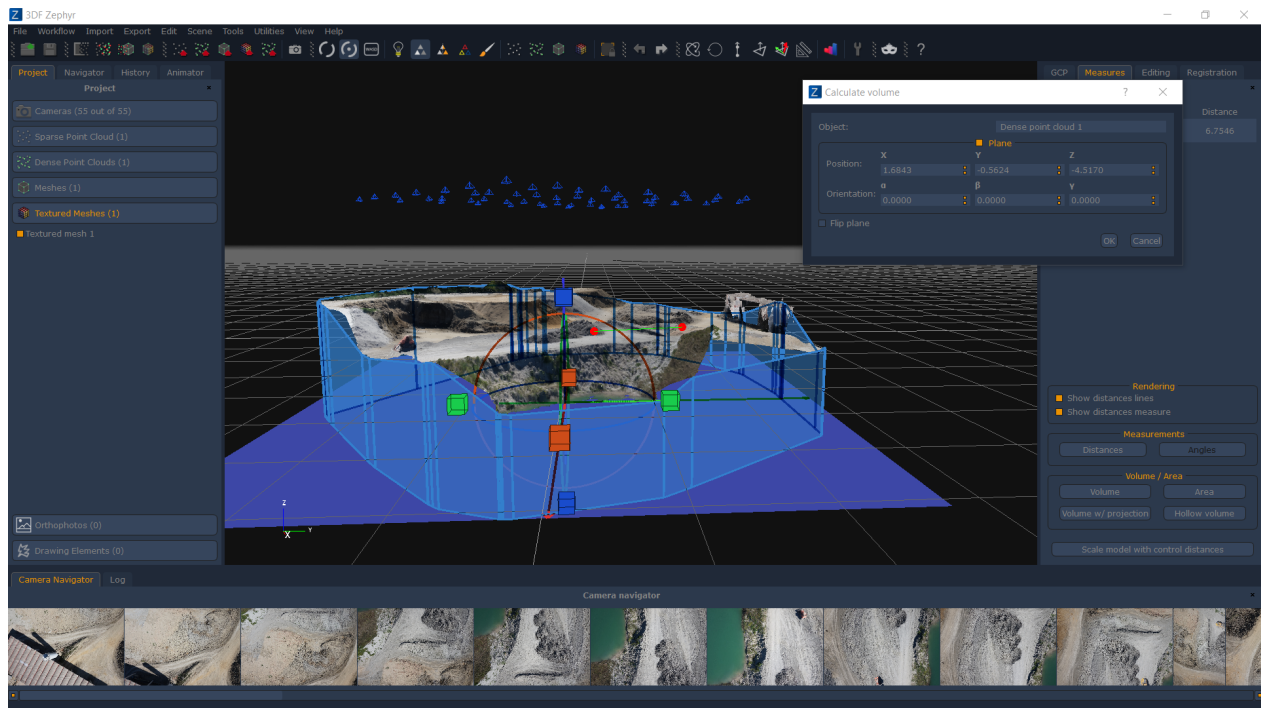 3DF Zephyr
File Workflow Import Export Edit Scene Tools Utilities View Help
Project Navigator History Animator
Project
Cameras (55 out of 55)
Sparse Point Cloud (1)
Dense Point Clouds (1)
Meshes (1)
Textured Meshes (1)
Textured mesh 1
Orthophotos (0)
Drawing Elements (0)
Z
X
Y
Calculate volume
Object: Dense point cloud 1
Plane
X Y Z
Position: 1.6843 -0.5624 -4.5170
α β γ
Orientation: 0.0000 0.0000 0.0000
Flip plane
OK Cancel
GCP Measures Editing Registration
Distance
6.7546
Rendering
Show distances lines
Show distances measure
Measurements
Distances Angles
Volume / Area
Volume Area
Volume w/ projection Hollow volume
Scale model with control distances
Camera Navigator Log
Camera navigator